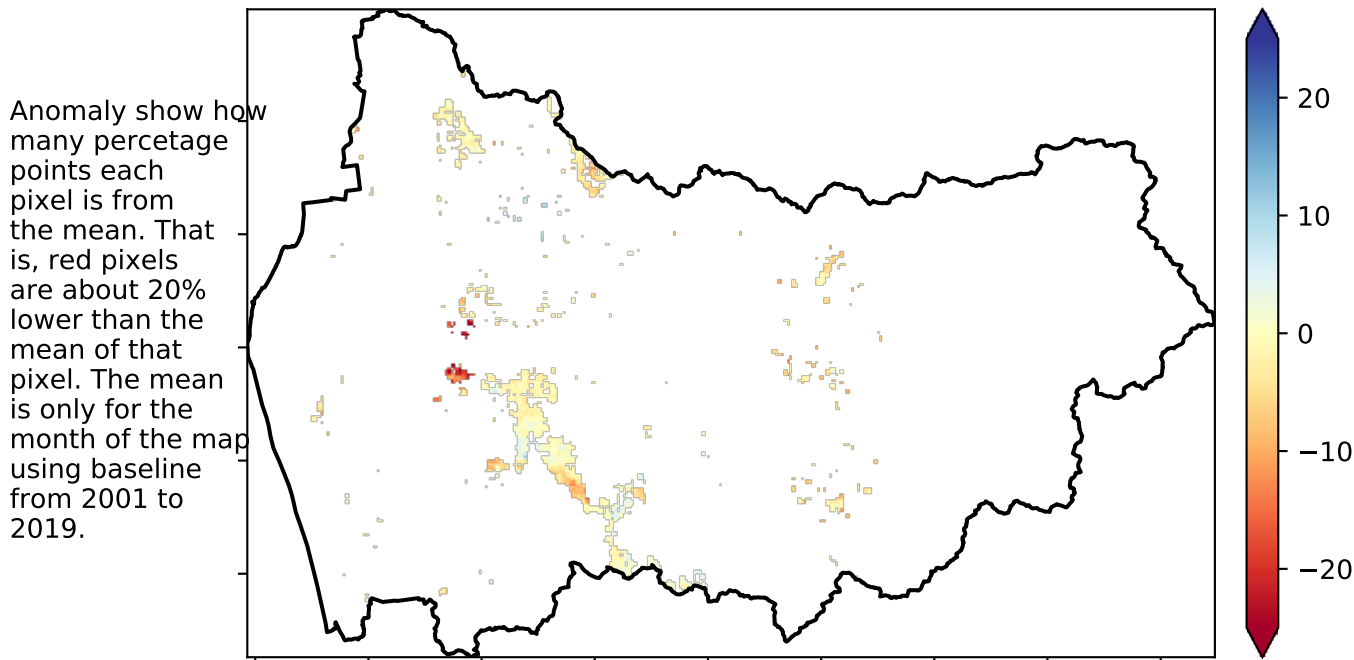 Anomaly show how
many percetage
points each
pixel is from
the mean. That
is, red pixels
are about 20%
lower than the
mean of that
pixel. The mean
is only for the
month of the map
using baseline
from 2001 to
2019.
20
10
0
−10
−20